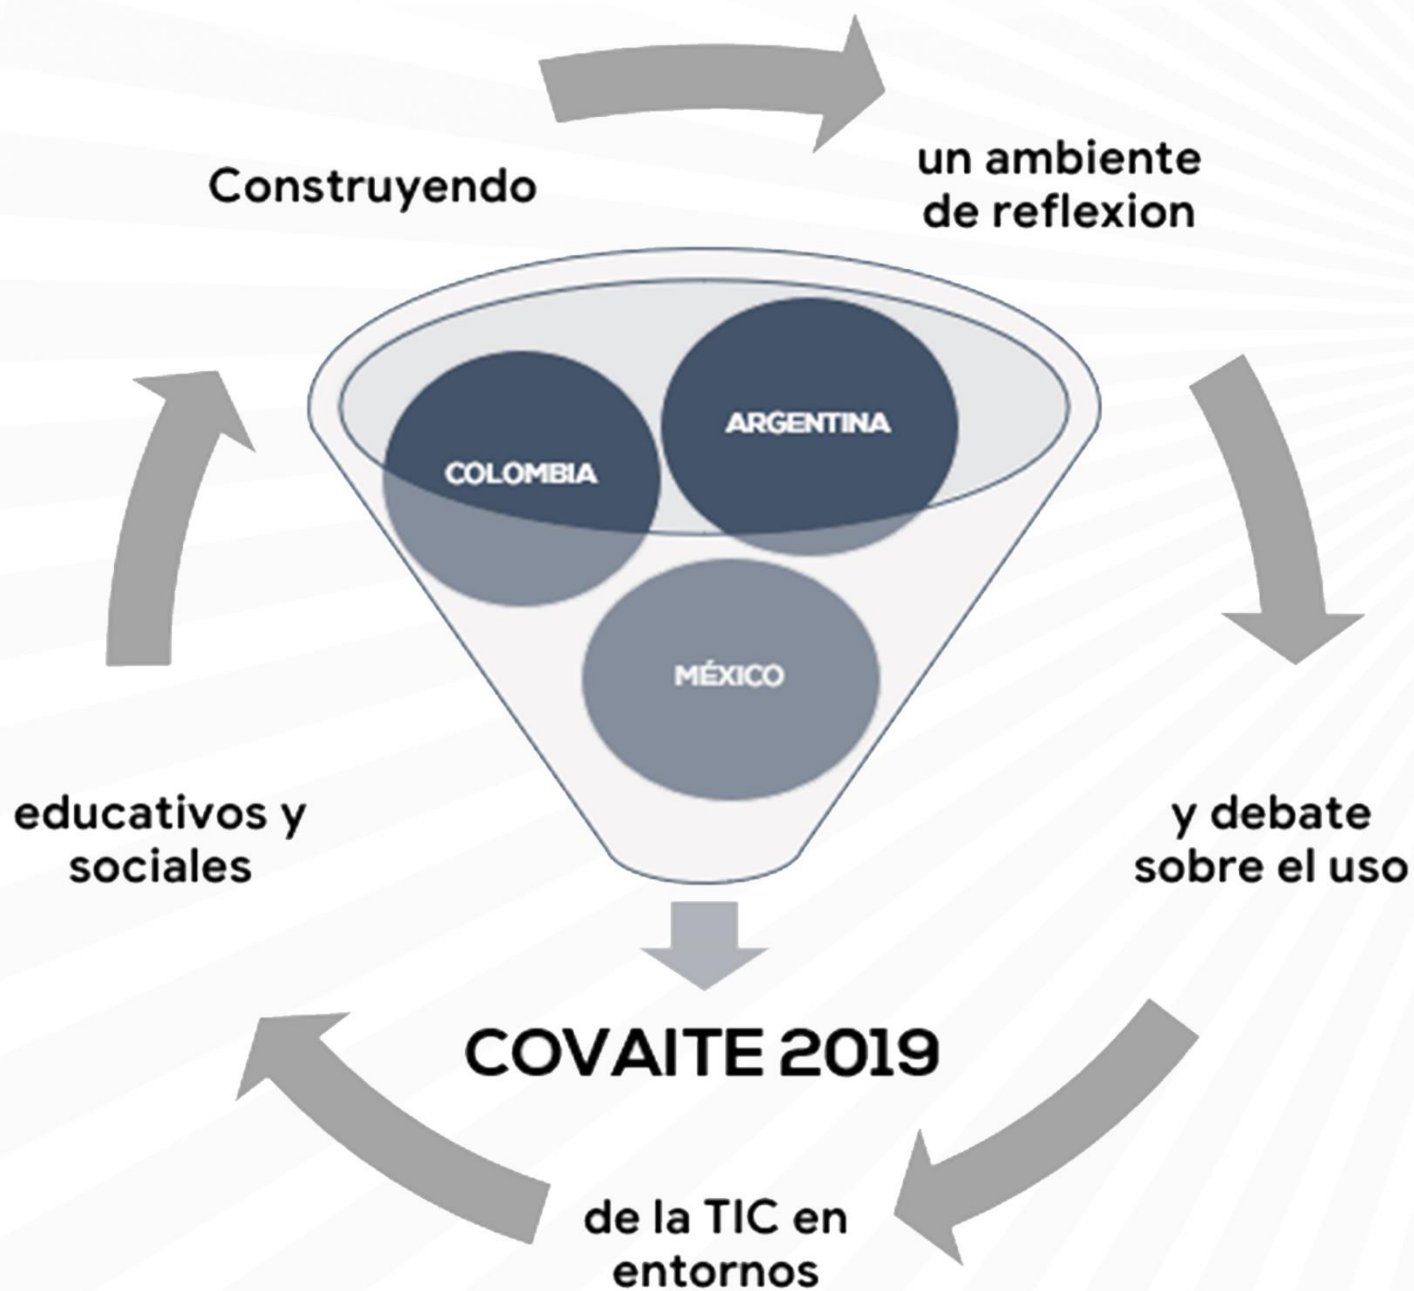 Construyendo
un ambiente
de reflexion
y debate
sobre el uso
de la TIC en
entornos
educativos y
sociales
ARGENTINA
COLOMBIA
MÉXICO
COVAITE 2019